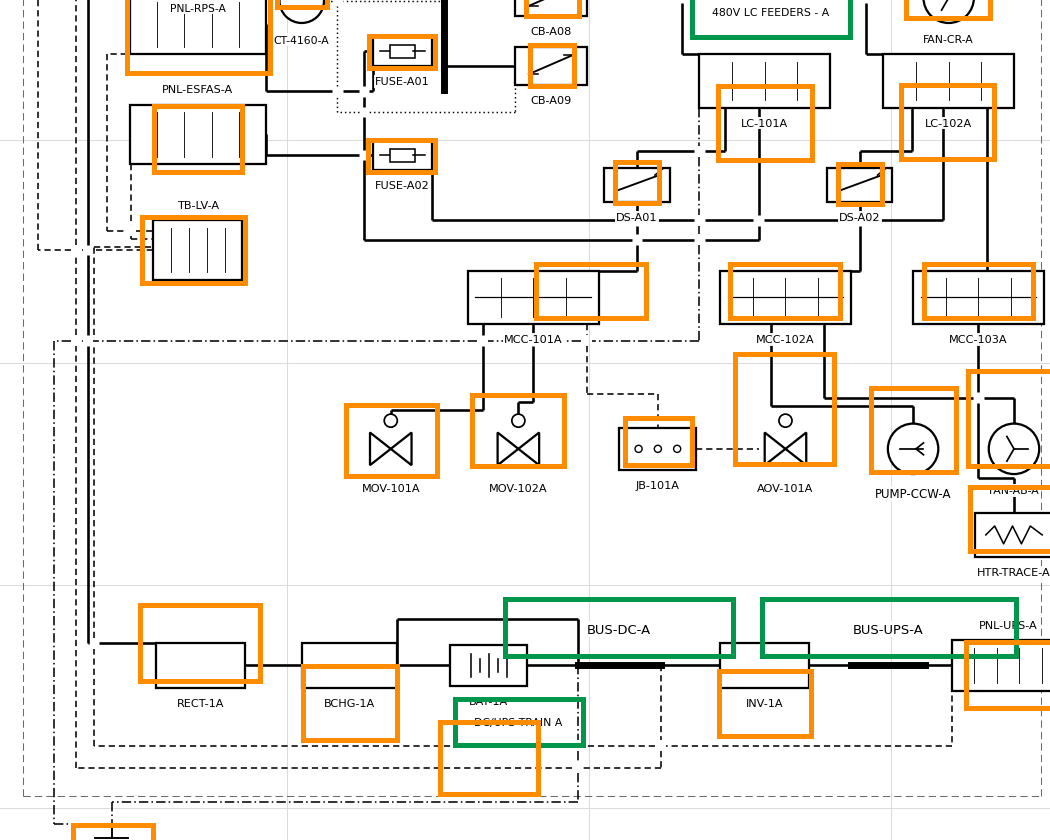 PNL-RPS-A
480V LC FEEDERS - A
CB-A08
CT-4160-A
FAN-CR-A
FUSE-A01
PNL-ESFAS-A
CB-A09
LC-101A
LC-102A
FUSE-A02
TB-LV-A
DS-A01
DS-A02
MCC-101A
MCC-102A
MCC-103A
MOV-101A
MOV-102A
JB-101A
AOV-101A
PUMP-CCW-A
FAN-AB-A
HTR-TRACE-A
BUS-DC-A
BUS-UPS-A
PNL-UPS-A
RECT-1A
BCHG-1A
BAT-1A
INV-1A
DC/UPS TRAIN A